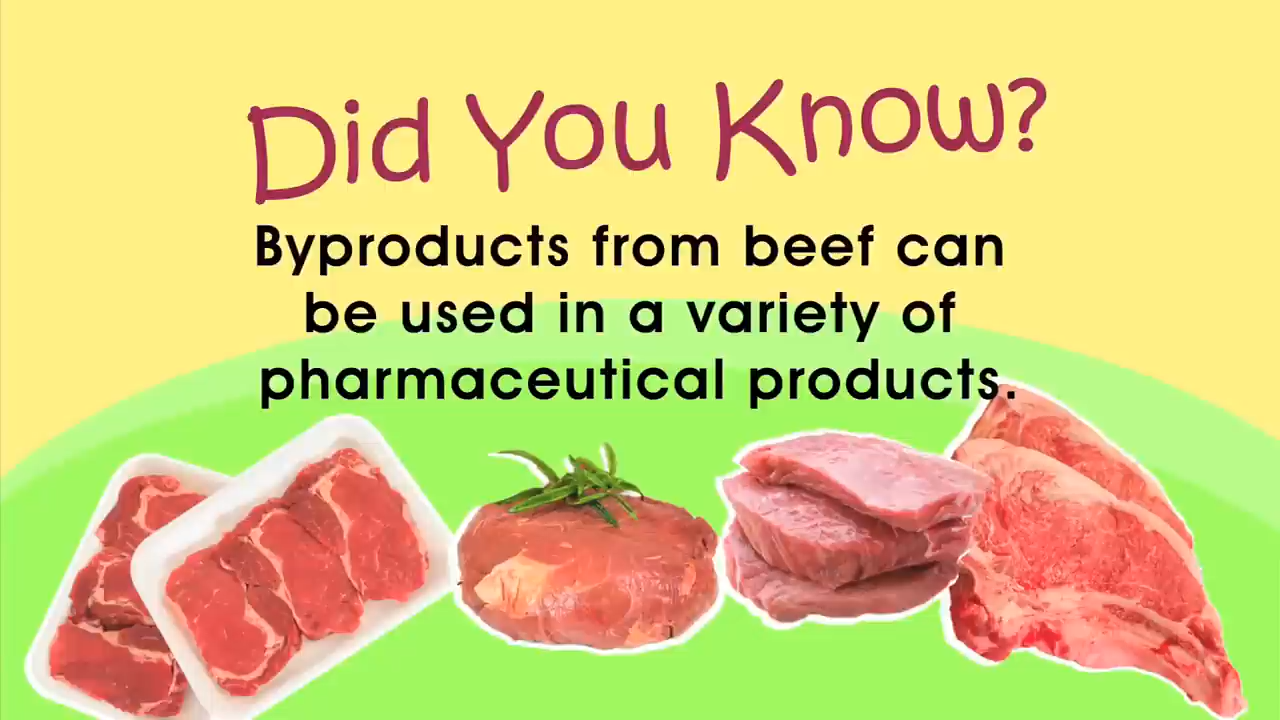 Did You Know?
Byproducts from beef can
be used in a variety of
pharmaceutical products.